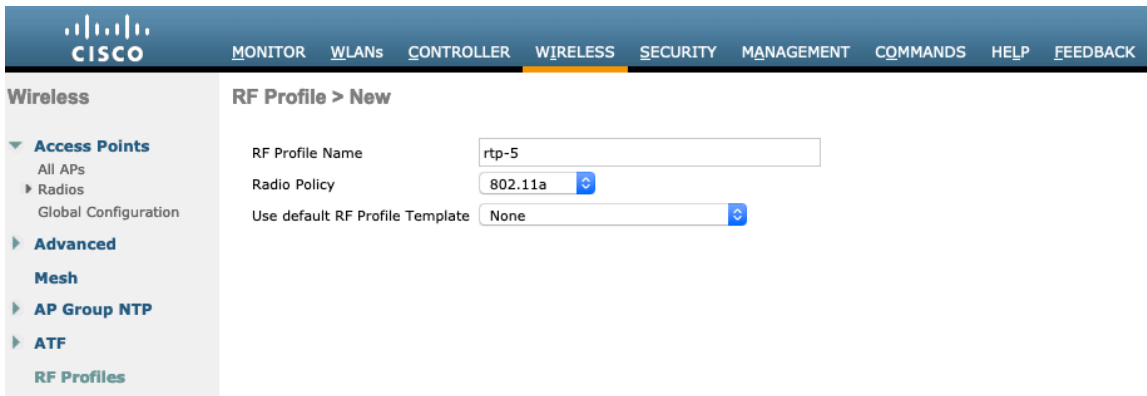 CISCO
MONITOR WLANs CONTROLLER WIRELESS SECURITY MANAGEMENT COMMANDS HELP FEEDBACK
Wireless
Access Points
All APs
Radios
Global Configuration
Advanced
Mesh
AP Group NTP
ATF
RF Profiles
RF Profile > New
RF Profile Name rtp-5
Radio Policy 802.11a
Use default RF Profile Template None